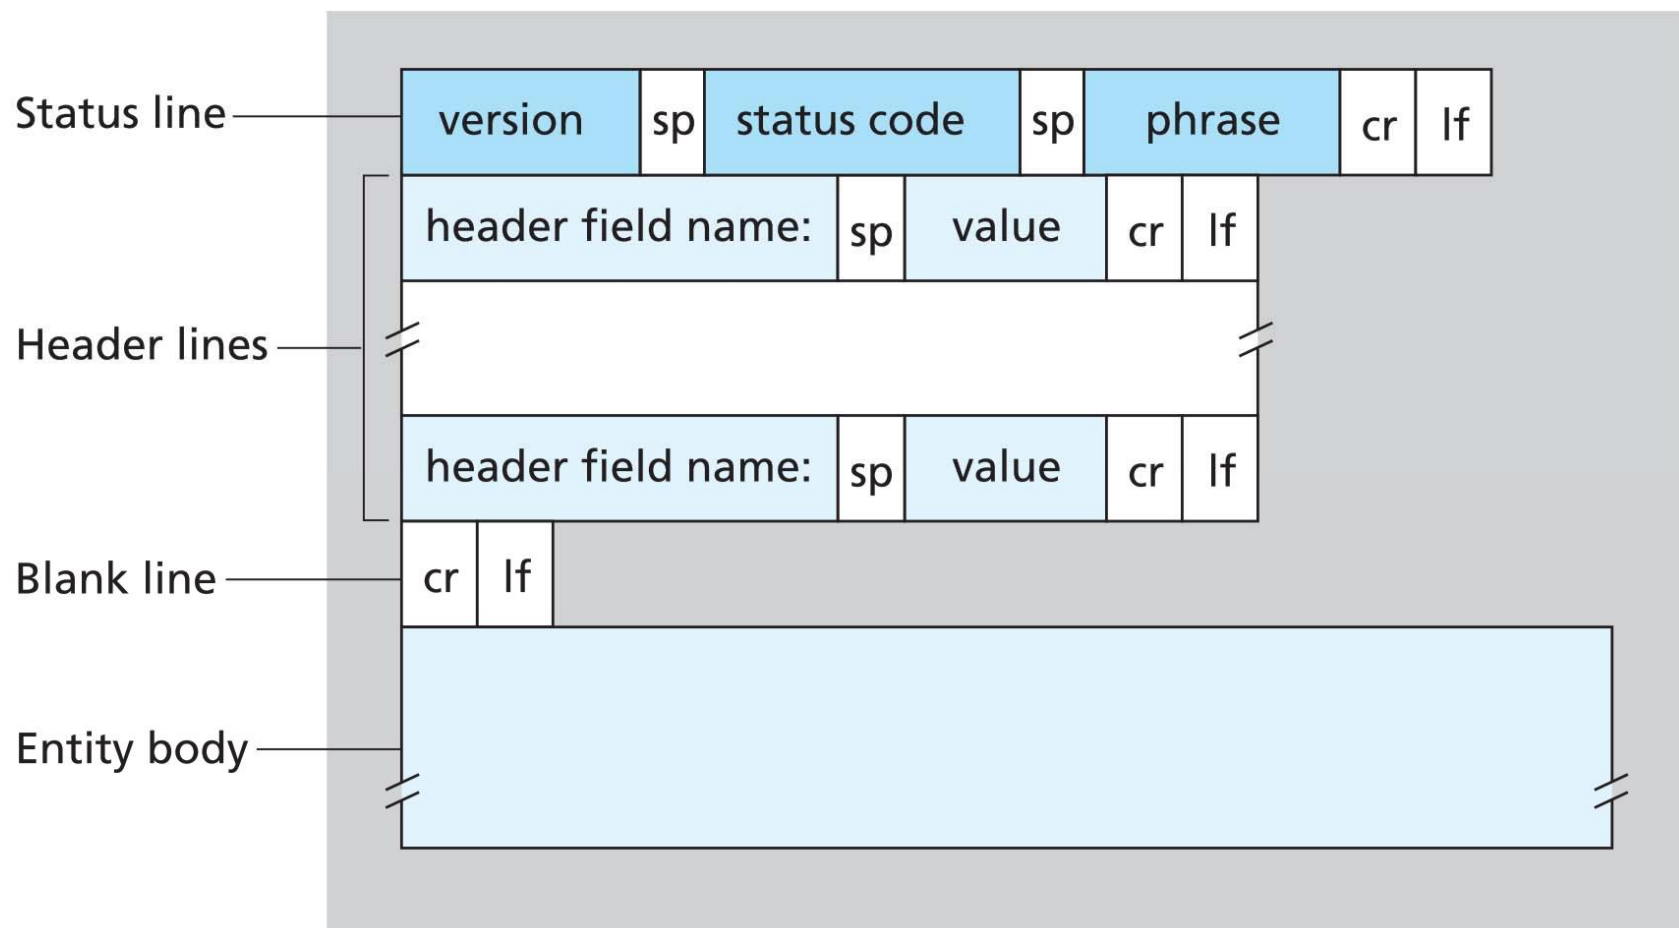 Status line
version sp status code sp phrase cr lf
header field name: sp value cr lf
Header lines
header field name: sp value cr lf
Blank line
cr lf
Entity body